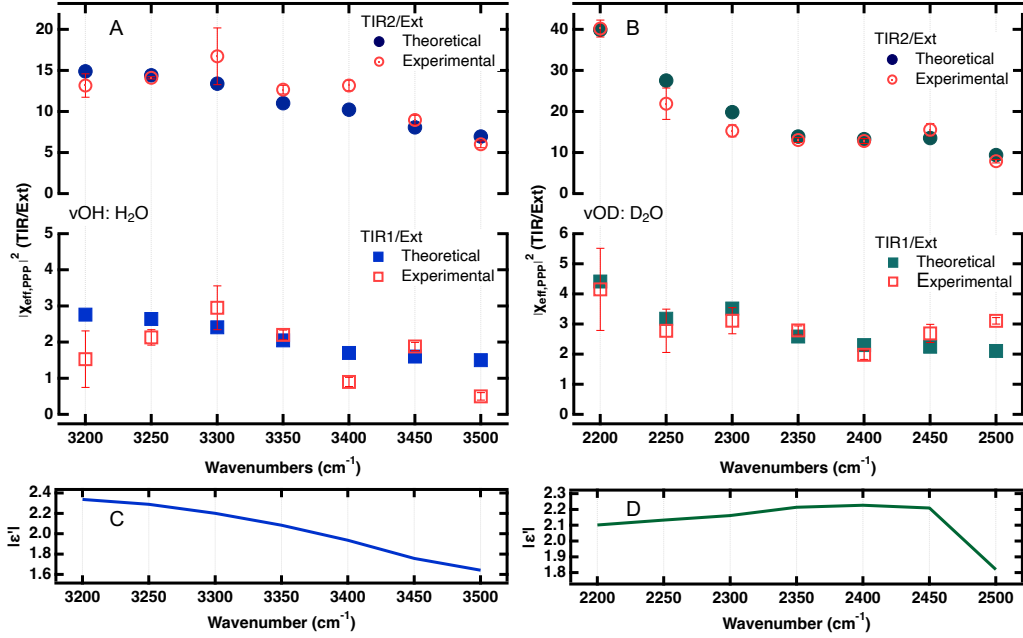 A
TIR2/Ext
Theoretical
Experimental
20
15
10
5
0
B
TIR2/Ext
Theoretical
Experimental
40
30
20
10
0
|χeff,PPP|² (TIR/Ext)
νOH: H₂O
TIR1/Ext
Theoretical
Experimental
5
4
3
2
1
0
3200 3250 3300 3350 3400 3450 3500
Wavenumbers (cm⁻¹)
|χeff,PPP|² (TIR/Ext)
νOD: D₂O
TIR1/Ext
Theoretical
Experimental
6
5
4
3
2
1
0
2200 2250 2300 2350 2400 2450 2500
Wavenumbers (cm⁻¹)
C
|ε'|
2.4
2.2
2.0
1.8
1.6
3200 3250 3300 3350 3400 3450 3500
Wavenumber (cm⁻¹)
D
|ε'|
2.3
2.2
2.1
2.0
1.9
1.8
2200 2250 2300 2350 2400 2450 2500
Wavenumber (cm⁻¹)